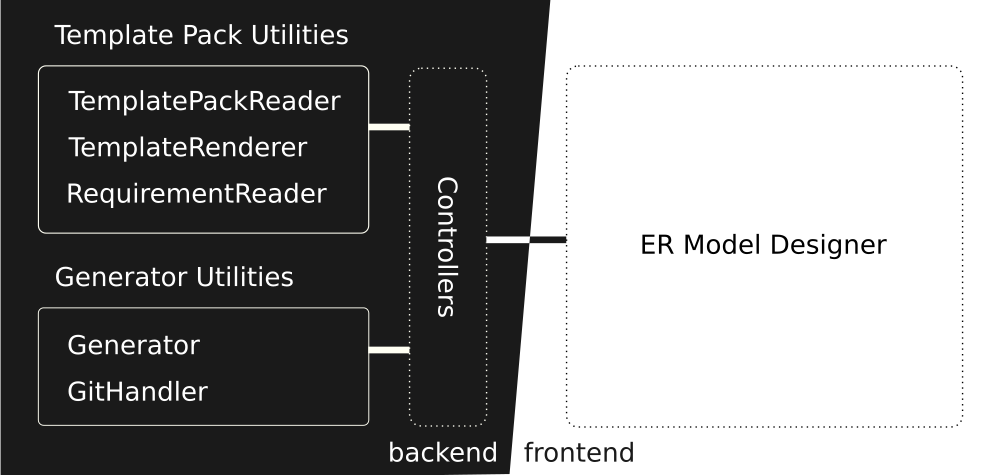 Template Pack Utilities
TemplatePackReader
TemplateRenderer
RequirementReader
Generator Utilities
Generator
GitHandler
Controllers
ER Model Designer
backend
frontend